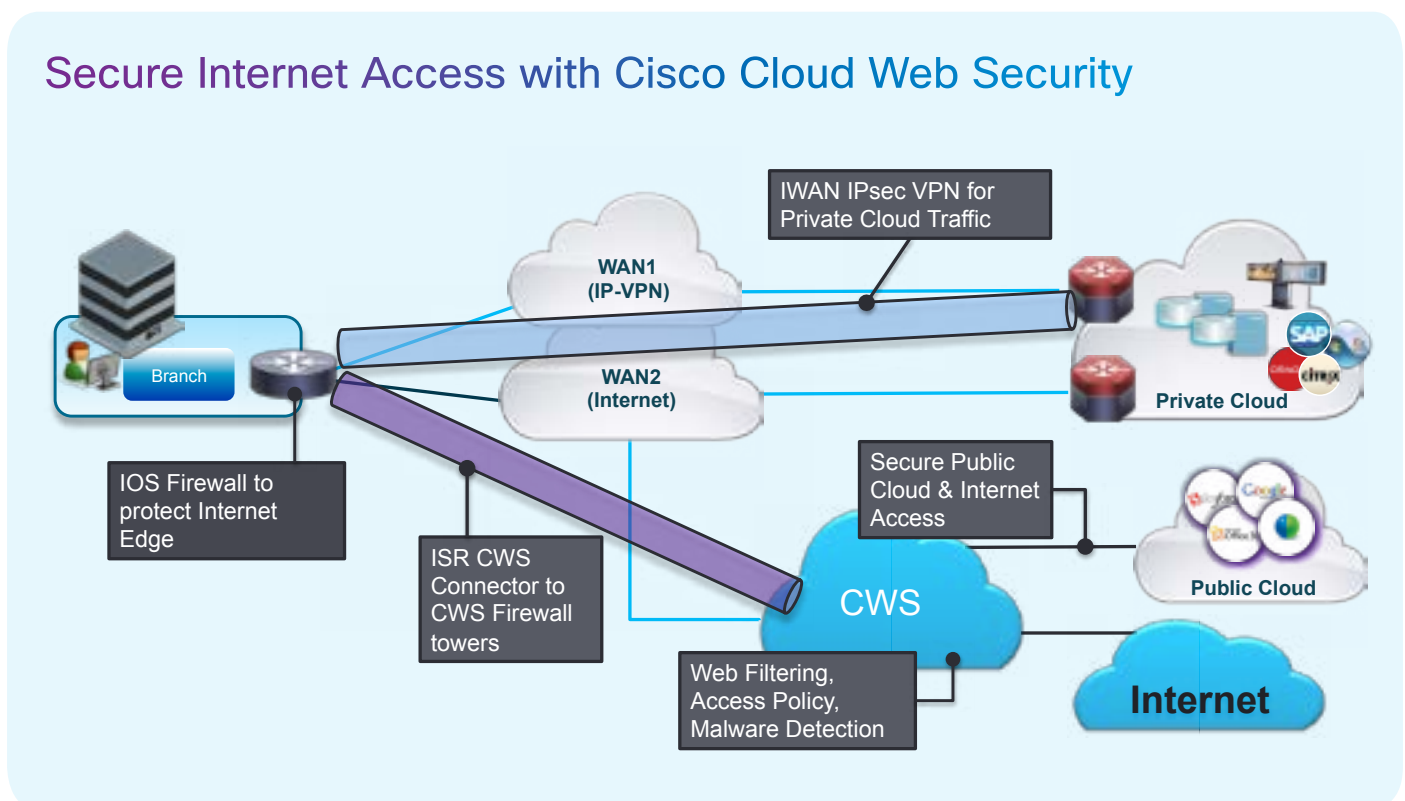 Secure Internet Access with Cisco Cloud Web Security
IWAN IPsec VPN for
Private Cloud Traffic
WAN1
(IP-VPN)
WAN2
(Internet)
Branch
SAP
citrix
Private Cloud
IOS Firewall to
protect Internet
Edge
ISR CWS
Connector to
CWS Firewall
towers
Secure Public
Cloud & Internet
Access
Google
Public Cloud
CWS
Web Filtering,
Access Policy,
Malware Detection
Internet